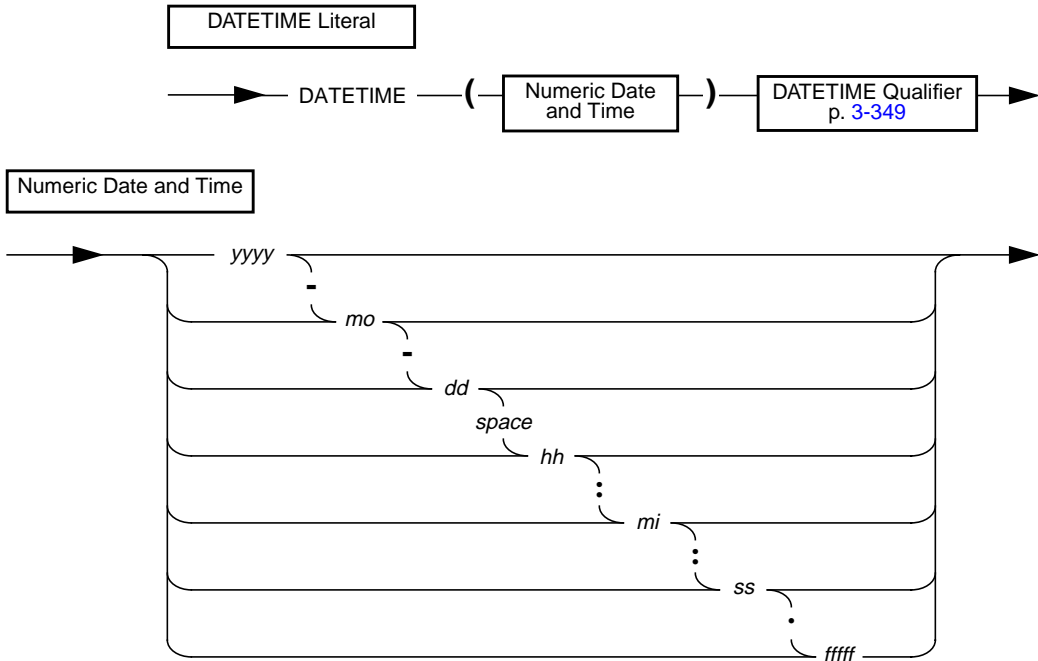 DATETIME Literal
DATETIME ( Numeric Date and Time ) DATETIME Qualifier p. 3-349
Numeric Date and Time
yyyy
-
mo
-
dd
space
hh
:
mi
:
ss
.
fffff